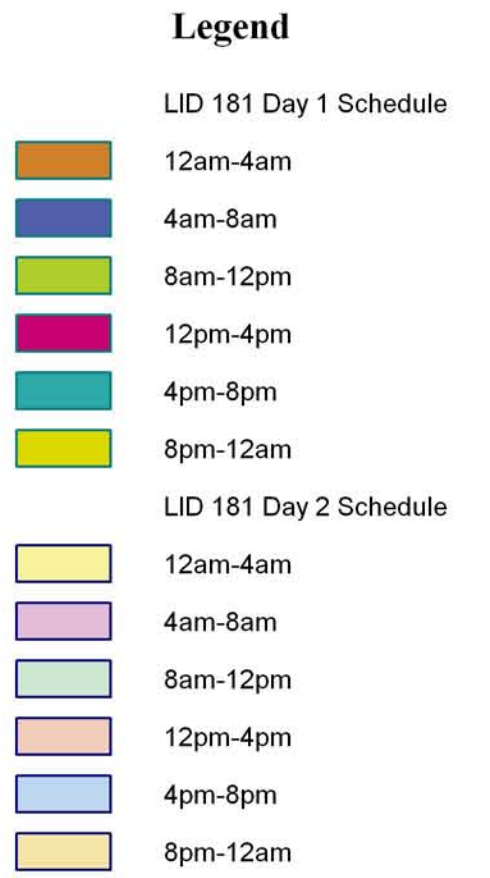 Legend
LID 181 Day 1 Schedule
12am-4am
4am-8am
8am-12pm
12pm-4pm
4pm-8pm
8pm-12am
LID 181 Day 2 Schedule
12am-4am
4am-8am
8am-12pm
12pm-4pm
4pm-8pm
8pm-12am